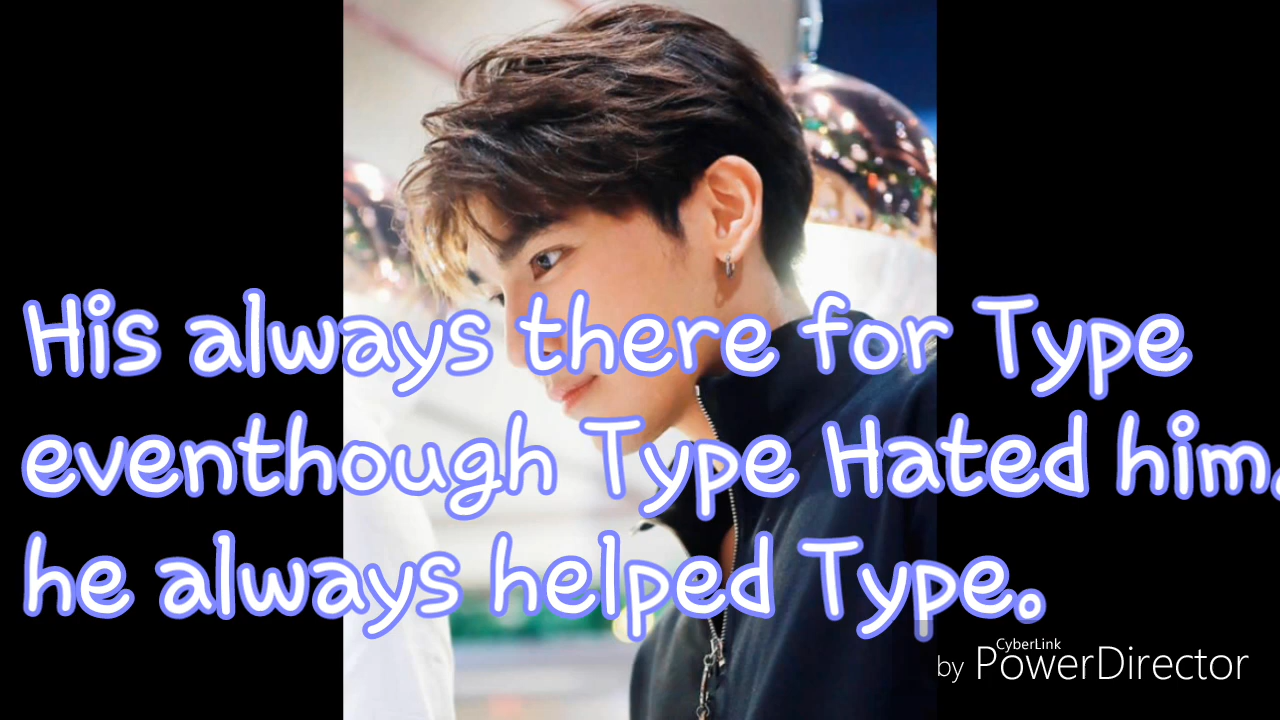 His always there for Type
eventhough Type Hated him,
he always helped Type.
CyberLink
by PowerDirector